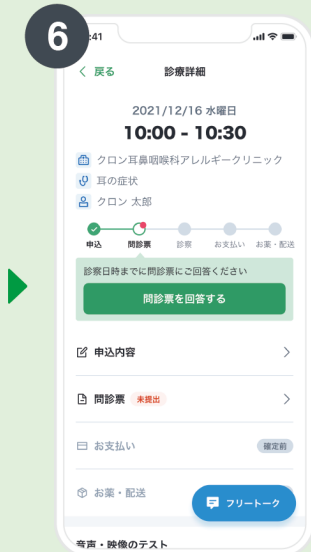 6
:41
戻る
診療詳細
2021/12/16 水曜日
10:00 - 10:30
クロン耳鼻咽喉科アレルギークリニック
耳の症状
クロン 太郎
申込 問診票 診察 お支払い お薬・配送
診察日時までに問診票にご回答ください
問診票を回答する
申込内容
問診票 未提出
お支払い 確定前
お薬・配送
フリートーク
音声・映像のテスト